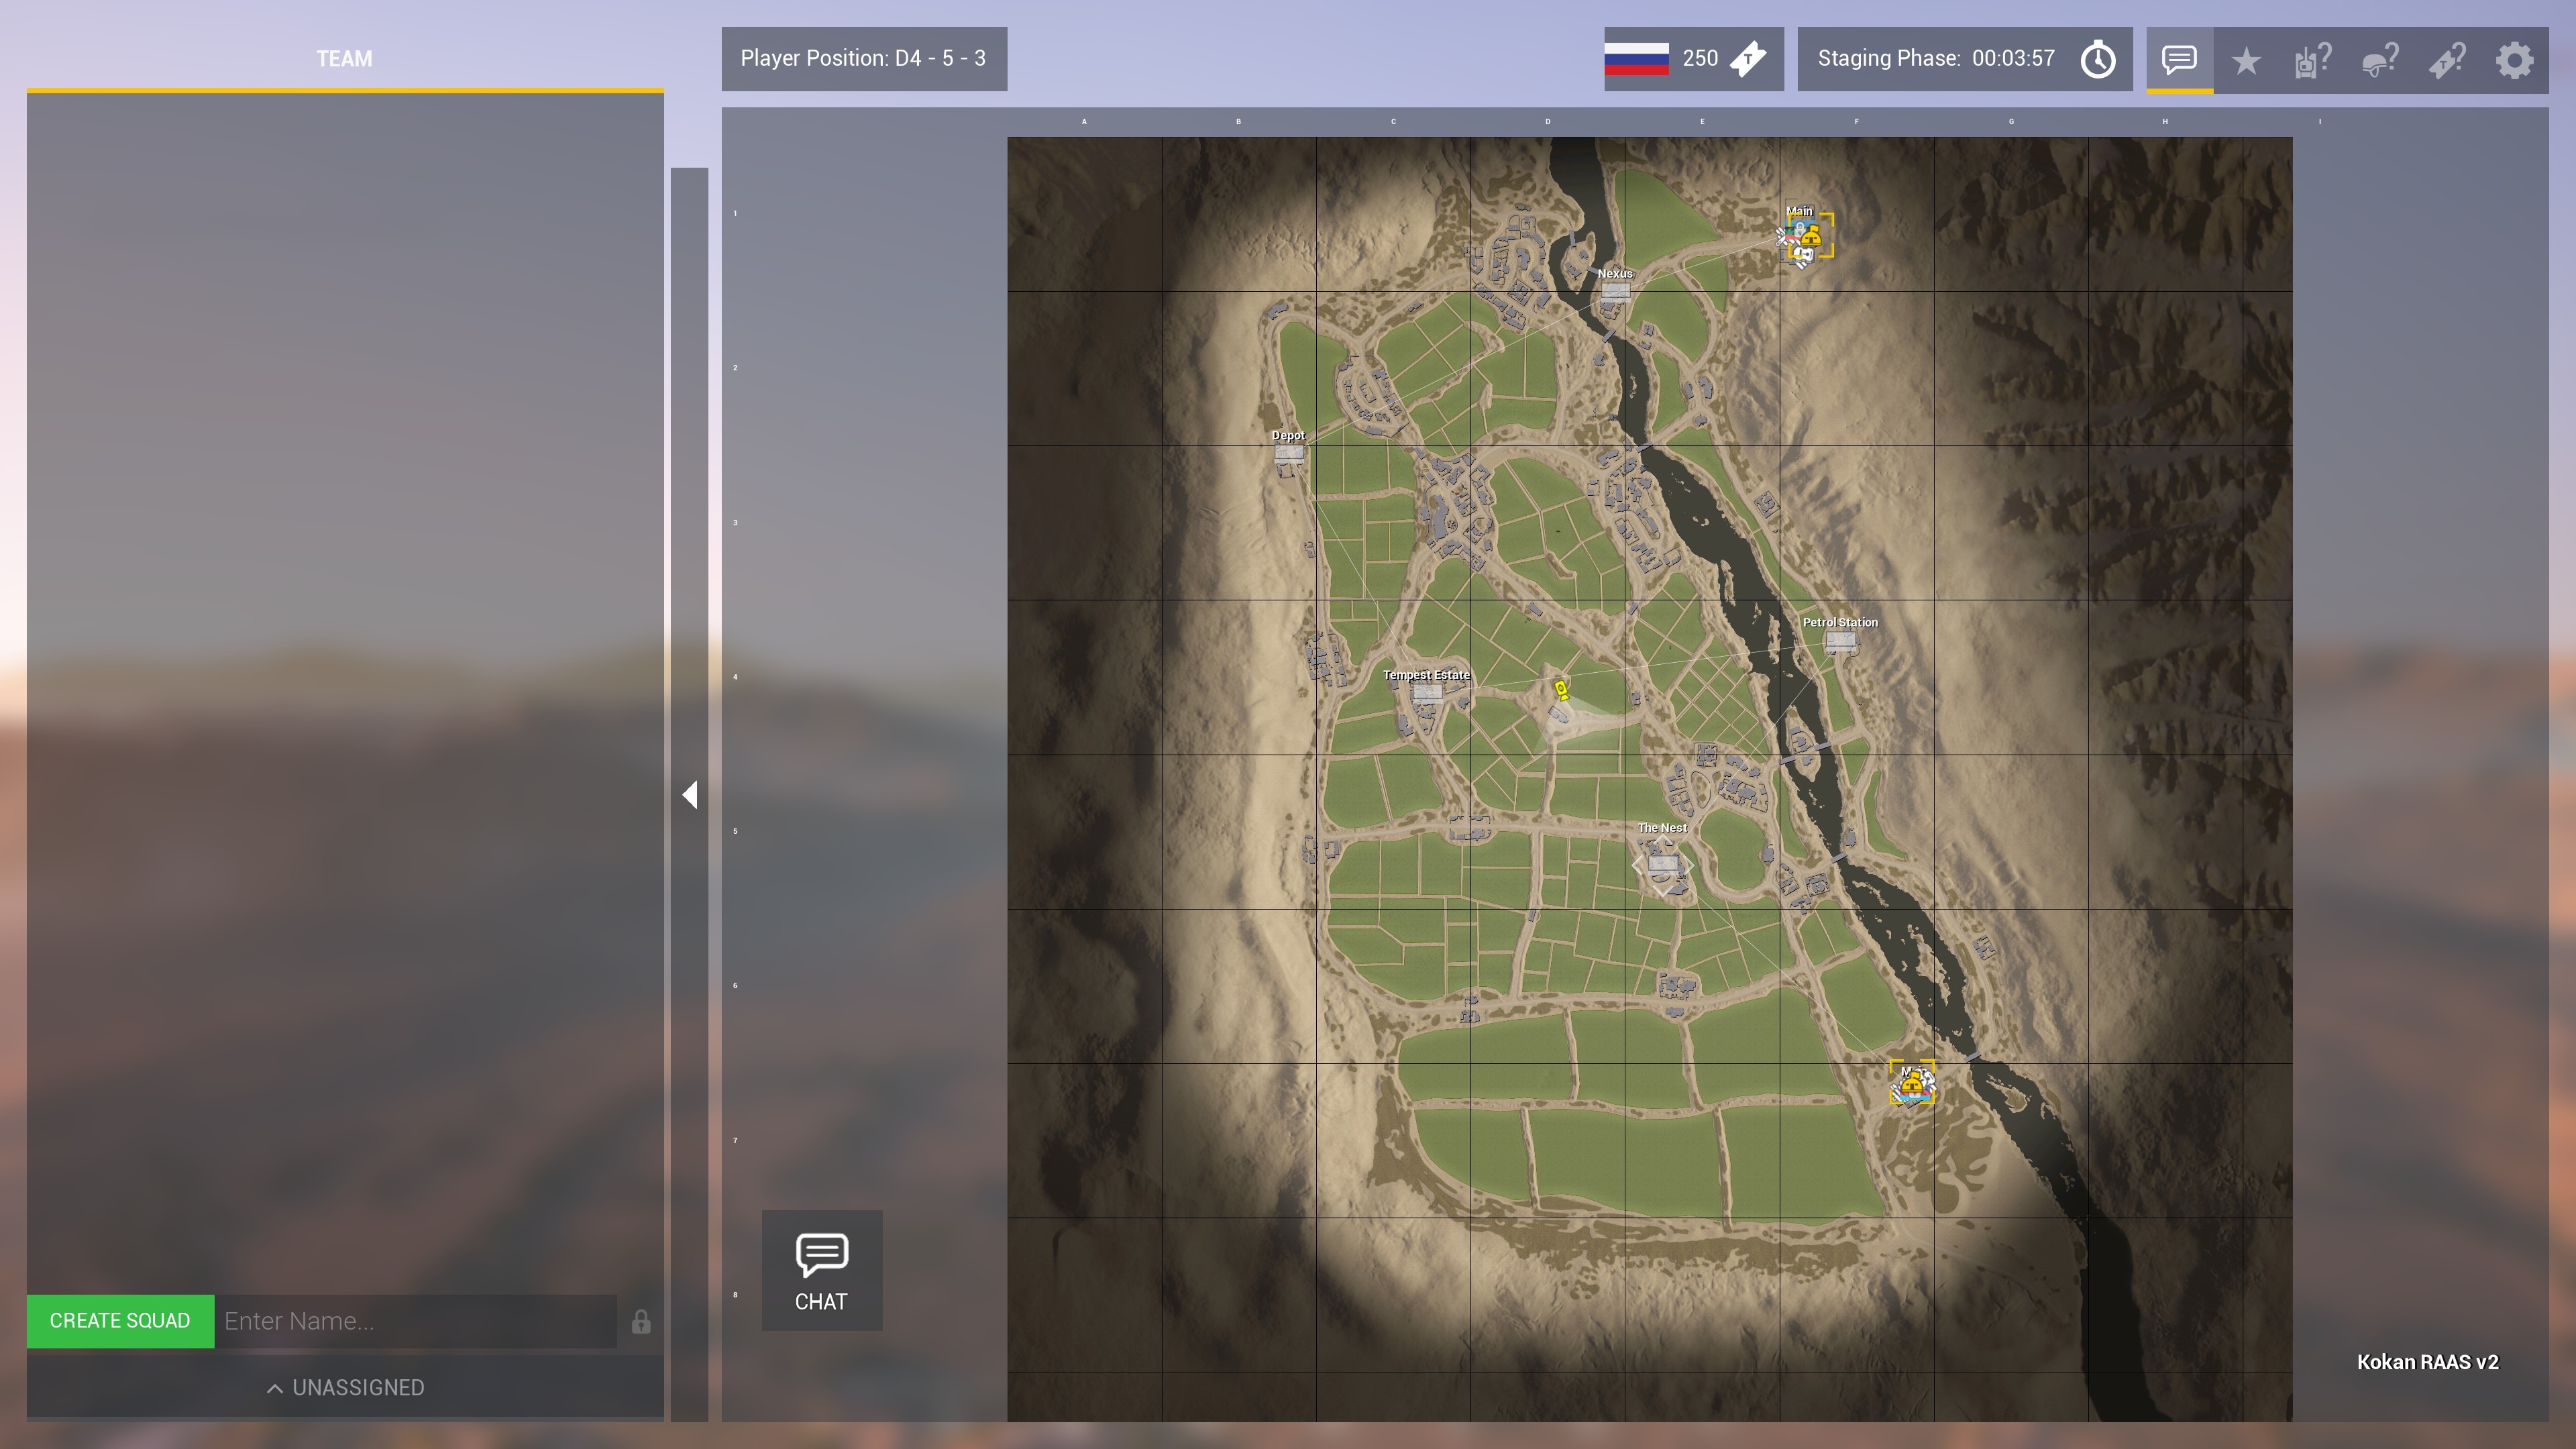 TEAM
Player Position: D4 - 5 - 3
250
T
Staging Phase: 00:03:57
? ? ?
A B C D E F G H I
1
Main
Nexus
2
Depot
3
Petrol Station
Tempest Estate
4
The Nest
5
6
7
CHAT
8
CREATE SQUAD
Enter Name...
Kokan RAAS v2
UNASSIGNED